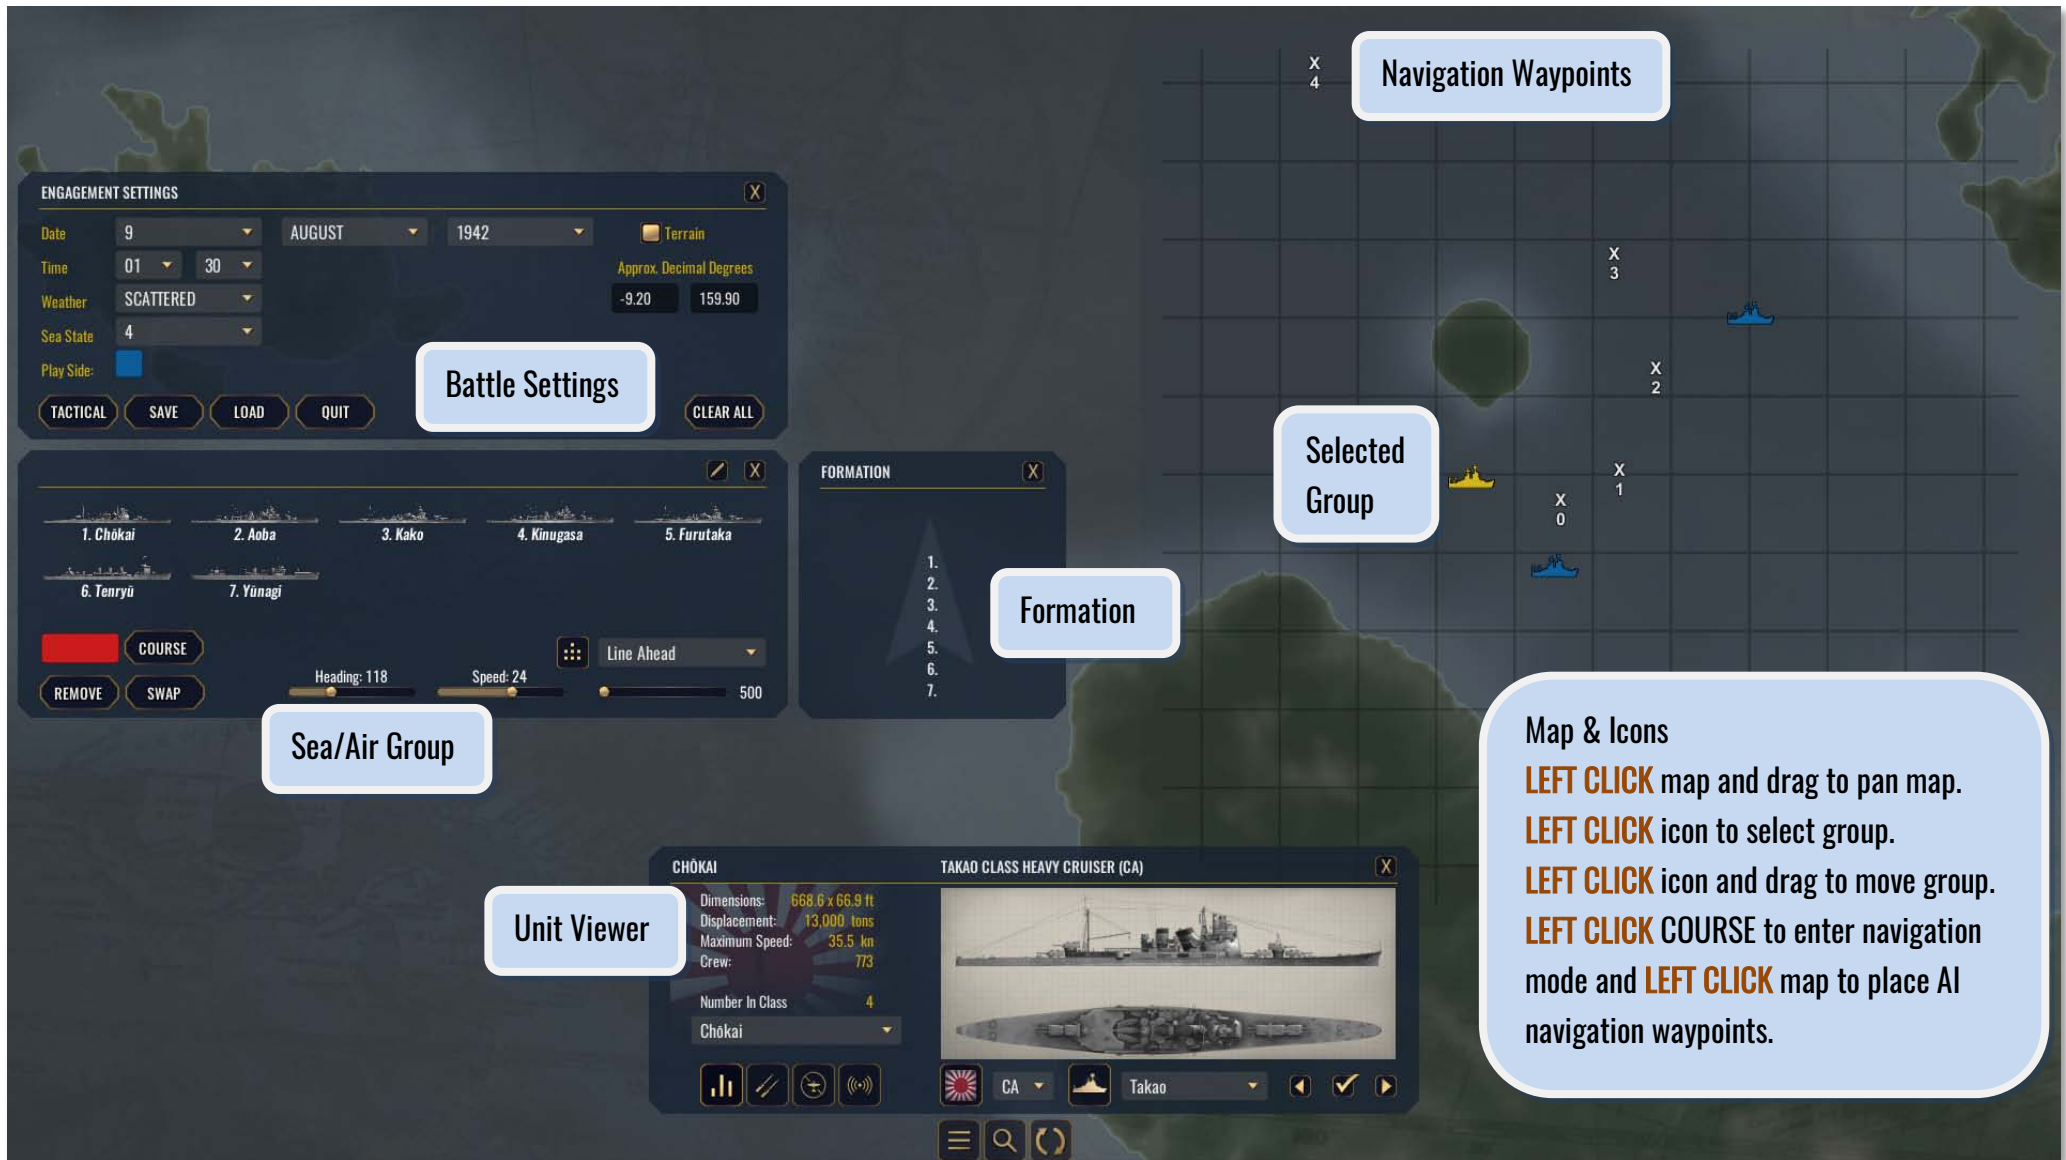 X
4
Navigation Waypoints
ENGAGEMENT SETTINGS
X
Date
9
AUGUST
1942
Terrain
Time
01
30
Approx. Decimal Degrees
Weather
SCATTERED
-9.20
159.90
Sea State
4
Play Side:
Battle Settings
TACTICAL
SAVE
LOAD
QUIT
CLEAR ALL
X
3
X
2
Selected
Group
X
1
X
0
X
1. Chōkai
2. Aoba
3. Kako
4. Kinugasa
5. Furutaka
6. Tenryū
7. Yūnagi
COURSE
Line Ahead
REMOVE
SWAP
Heading: 118
Speed: 24
500
Sea/Air Group
FORMATION
X
1.
2.
3.
4.
5.
6.
7.
Formation
Map & Icons
LEFT CLICK map and drag to pan map.
LEFT CLICK icon to select group.
LEFT CLICK icon and drag to move group.
LEFT CLICK COURSE to enter navigation
mode and LEFT CLICK map to place AI
navigation waypoints.
Unit Viewer
CHŌKAI
TAKAO CLASS HEAVY CRUISER (CA)
X
Dimensions: 668.6 x 66.9 ft
Displacement: 13,000 tons
Maximum Speed: 35.5 kn
Crew: 773
Number In Class 4
Chōkai
CA
Takao